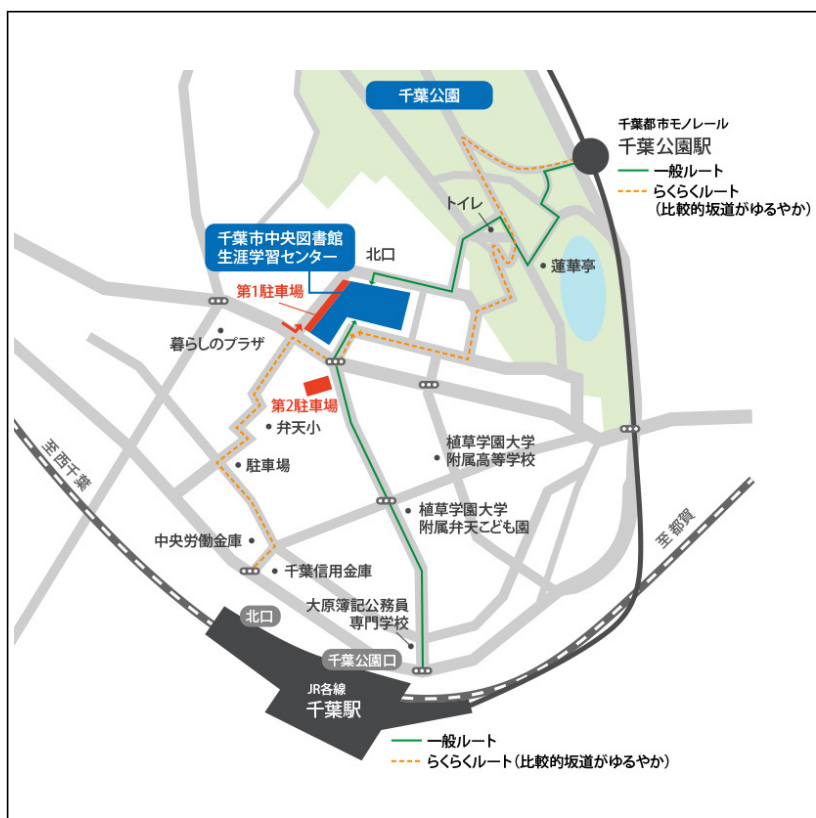 千葉公園
千葉都市モノレール
千葉公園駅
一般ルート
らくらくルート
(比較的坂道がゆるやか)
トイレ
千葉市中央図書館
生涯学習センター
北口
蓮華亭
第1駐車場
暮らしのプラザ
第2駐車場
弁天小
植草学園大学
附属高等学校
至西千葉
駐車場
植草学園大学
附属弁天こども園
至都賀
中央労働金庫
千葉信用金庫
大原簿記公務員
専門学校
北口
千葉公園口
JR各線
千葉駅
一般ルート
らくらくルート(比較的坂道がゆるやか)